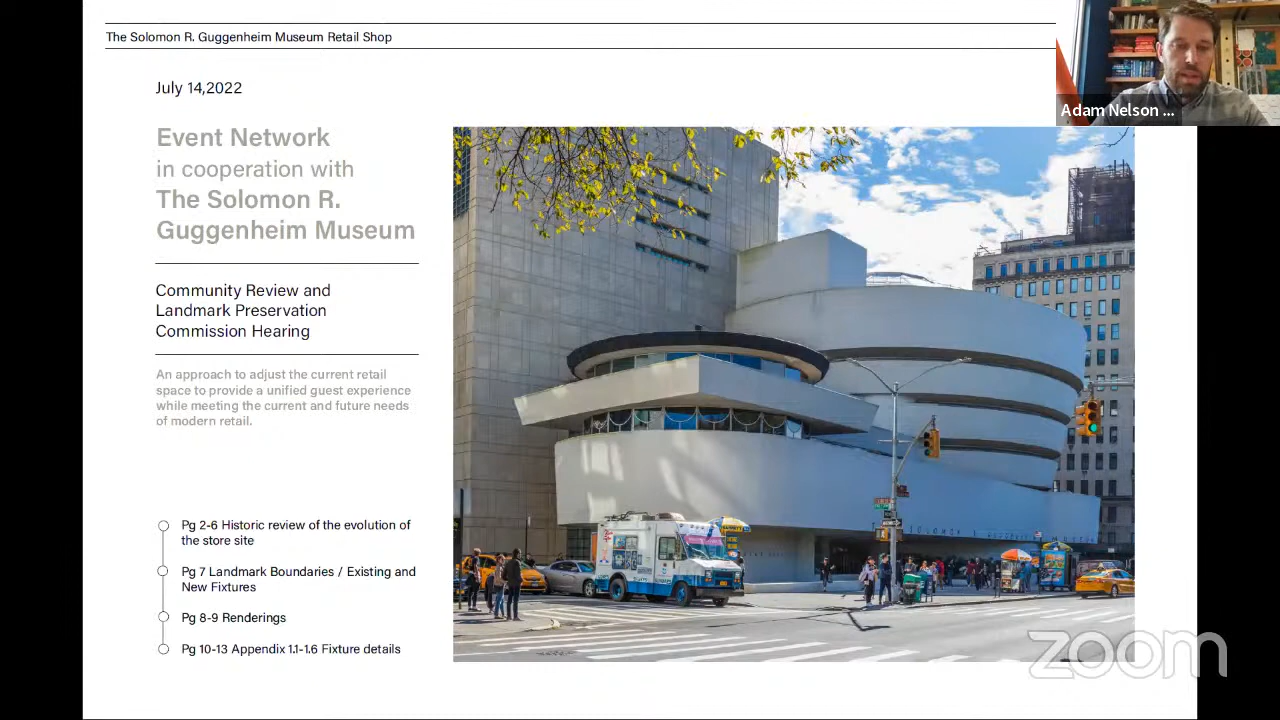 The Solomon R. Guggenheim Museum Retail Shop
July 14,2022
Event Network
in cooperation with
The Solomon R.
Guggenheim Museum
Community Review and
Landmark Preservation
Commission Hearing
An approach to adjust the current retail
space to provide a unified guest experience
while meeting the current and future needs
of modern retail.
Pg 2-6 Historic review of the evolution of
the store site
Pg 7 Landmark Boundaries / Existing and
New Fixtures
Pg 8-9 Renderings
Pg 10-13 Appendix 1.1-1.6 Fixture details
Adam Nelson ...
zoom